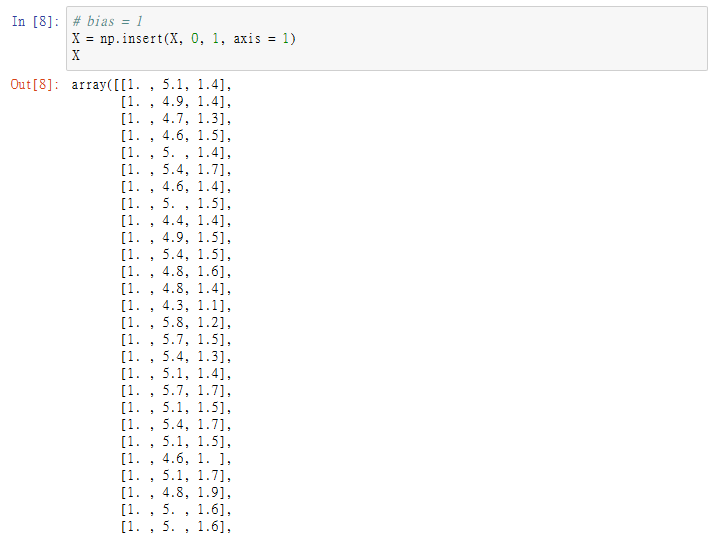 In [8]: # bias = 1
X = np.insert(X, 0, 1, axis = 1)
X
Out[8]: array([[1. , 5.1, 1.4],
[1. , 4.9, 1.4],
[1. , 4.7, 1.3],
[1. , 4.6, 1.5],
[1. , 5. , 1.4],
[1. , 5.4, 1.7],
[1. , 4.6, 1.4],
[1. , 5. , 1.5],
[1. , 4.4, 1.4],
[1. , 4.9, 1.5],
[1. , 5.4, 1.5],
[1. , 4.8, 1.6],
[1. , 4.8, 1.4],
[1. , 4.3, 1.1],
[1. , 5.8, 1.2],
[1. , 5.7, 1.5],
[1. , 5.4, 1.3],
[1. , 5.1, 1.4],
[1. , 5.7, 1.7],
[1. , 5.1, 1.5],
[1. , 5.4, 1.7],
[1. , 5.1, 1.5],
[1. , 4.6, 1. ],
[1. , 5.1, 1.7],
[1. , 4.8, 1.9],
[1. , 5. , 1.6],
[1. , 5. , 1.6],